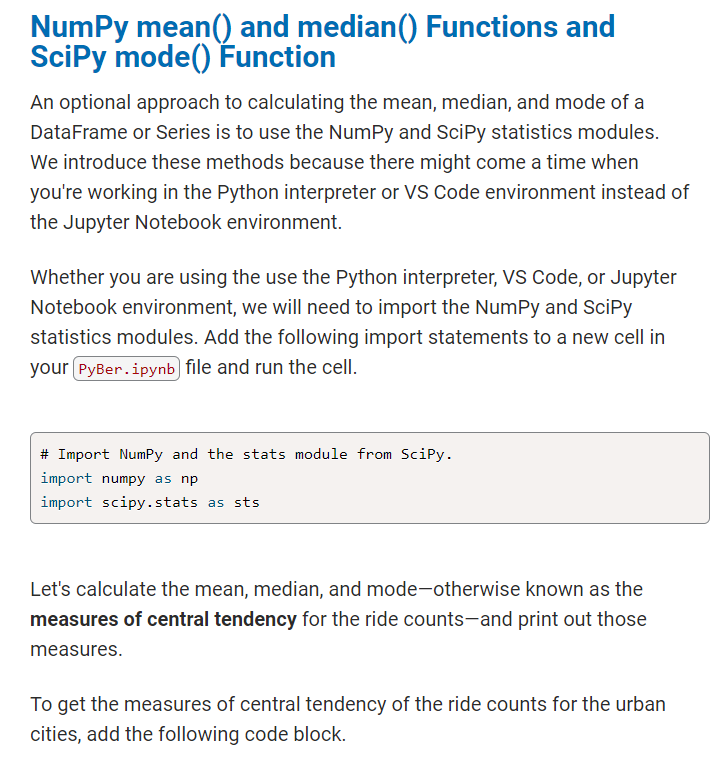 NumPy mean() and median() Functions and
SciPy mode() Function
An optional approach to calculating the mean, median, and mode of a
DataFrame or Series is to use the NumPy and SciPy statistics modules.
We introduce these methods because there might come a time when
you're working in the Python interpreter or VS Code environment instead of
the Jupyter Notebook environment.
Whether you are using the use the Python interpreter, VS Code, or Jupyter
Notebook environment, we will need to import the NumPy and SciPy
statistics modules. Add the following import statements to a new cell in
your PyBer.ipynb file and run the cell.
# Import NumPy and the stats module from SciPy.
import numpy as np
import scipy.stats as sts
Let's calculate the mean, median, and mode—otherwise known as the
measures of central tendency for the ride counts—and print out those
measures.
To get the measures of central tendency of the ride counts for the urban
cities, add the following code block.